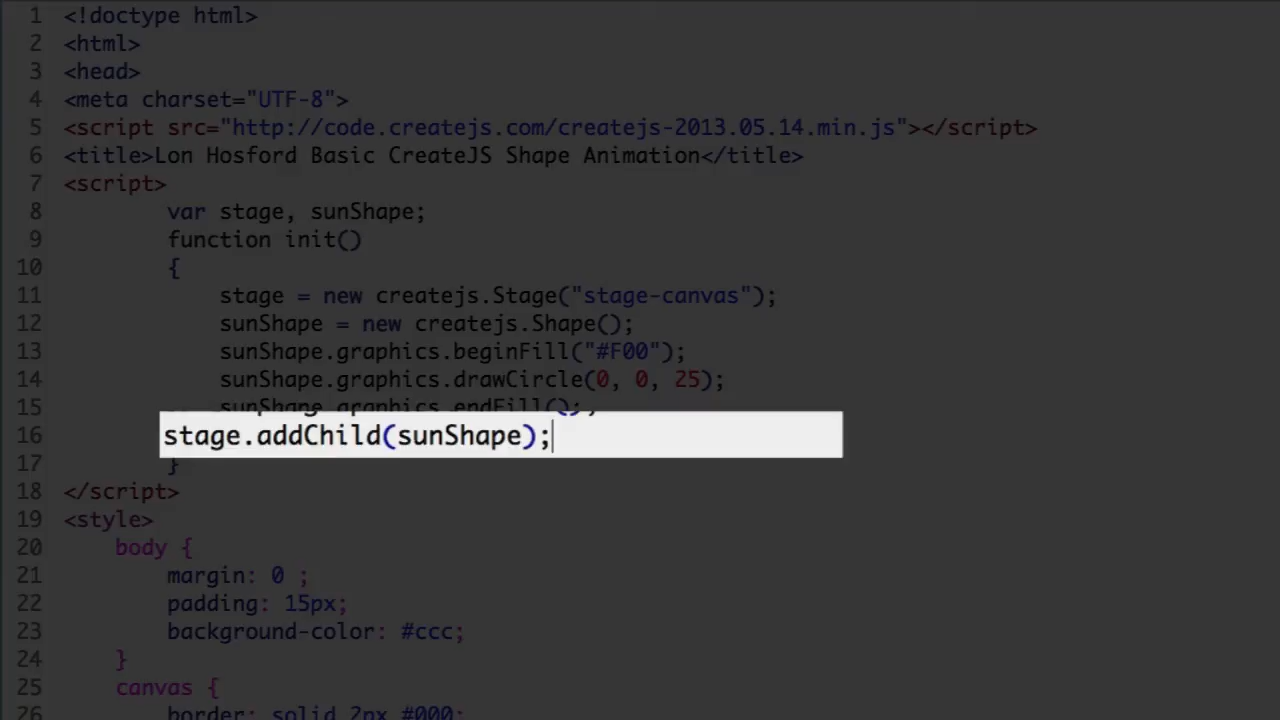 1 <!doctype html>
2 <html>
3 <head>
4 <meta charset="UTF-8">
5 <script src="http://code.createjs.com/createjs-2013.05.14.min.js"></script>
6 <title>Lon Hosford Basic CreateJS Shape Animation</title>
7 <script>
8 var stage, sunShape;
9 function init()
10 {
11 stage = new createjs.Stage("stage-canvas");
12 sunShape = new createjs.Shape();
13 sunShape.graphics.beginFill("#F00");
14 sunShape.graphics.drawCircle(0, 0, 25);
15 sunShape.graphics.endFill();
16 stage.addChild(sunShape);
17 }
18 </script>
19 <style>
20 body {
21 margin: 0 ;
22 padding: 15px;
23 background-color: #ccc;
24 }
25 canvas {
26 border: solid 2px #000;